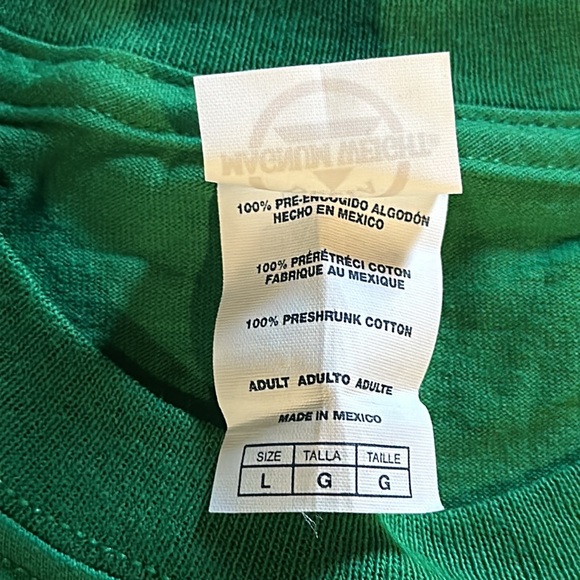 MAGNUM WEIGHT
100% PRE-ENCOGIDO ALGODÓN
HECHO EN MEXICO
100% PRÉRÉTRÉCI COTON
FABRIQUE AU MEXIQUE
100% PRESHRUNK COTTON
ADULT ADULTO ADULTE
MADE IN MEXICO
SIZE TALLA TAILLE
L G G